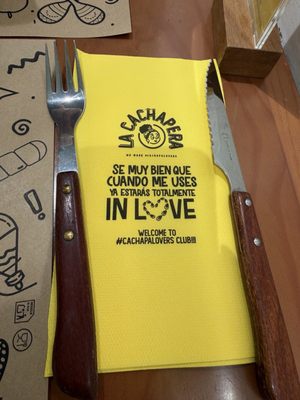 LA CACHAPERA
SE MUY BIEN QUE
CUANDO ME USES
YA ESTARÁS TOTALMENTE
IN LOVE
WELCOME TO
#CACHAPALOVERS CLUB!!!